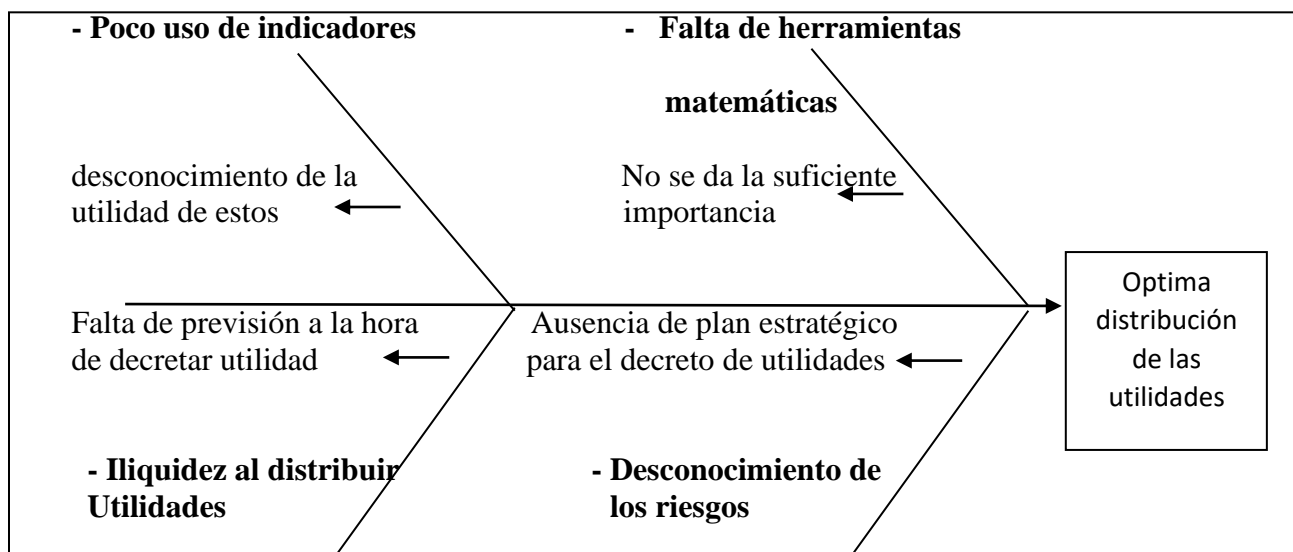 - Poco uso de indicadores
- Falta de herramientas
matemáticas
desconocimiento de la
utilidad de estos
No se da la suficiente
importancia
Falta de previsión a la hora
de decretar utilidad
Ausencia de plan estratégico
para el decreto de utilidades
Optima
distribución
de las
utilidades
- Iliquidez al distribuir
Utilidades
- Desconocimiento de
los riesgos